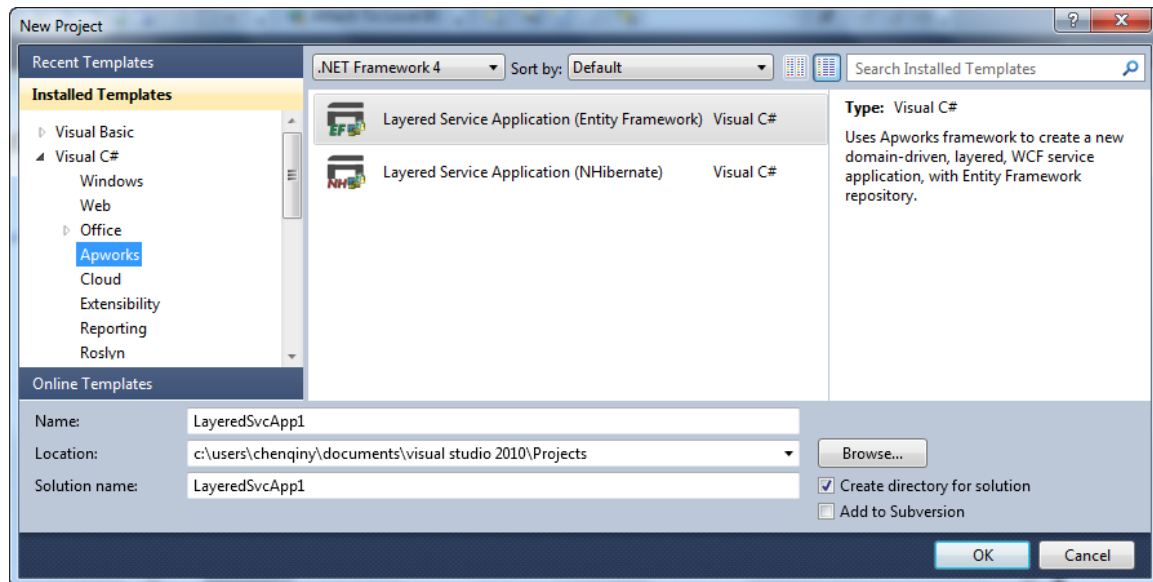 New Project
Recent Templates
Installed Templates
Visual Basic
Visual C#
Windows
Web
Office
Apworks
Cloud
Extensibility
Reporting
Roslyn
Online Templates
.NET Framework 4 Sort by: Default Search Installed Templates
EF Layered Service Application (Entity Framework) Visual C#
NH Layered Service Application (NHibernate) Visual C#
Type: Visual C#
Uses Apworks framework to create a new
domain-driven, layered, WCF service
application, with Entity Framework
repository.
Name: LayeredSvcApp1
Location: c:\users\chenqiny\documents\visual studio 2010\Projects Browse...
Solution name: LayeredSvcApp1 Create directory for solution
Add to Subversion
OK Cancel